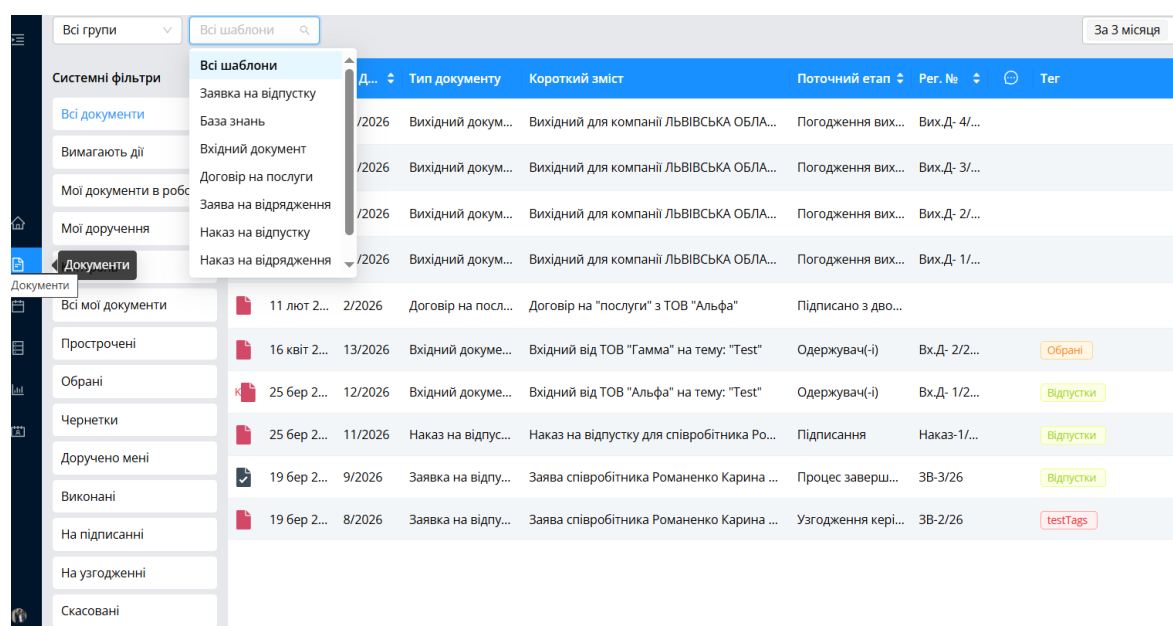 Всі групи
Всі шаблони
За 3 місяця
Системні фільтри
Всі документи
Вимагають дії
Мої документи в робо
Мої доручення
Документи
Документи
Всі мої документи
Прострочені
Обрані
Чернетки
Доручено мені
Виконані
На підписанні
На узгодженні
Скасовані
Всі шаблони
Заявка на відпустку
База знань
Вхідний документ
Договір на послуги
Заява на відрядження
Наказ на відпустку
Наказ на відрядження
Д... Тип документу Короткий зміст Поточний етап Рег. № Тег
/2026 Вихідний докум... Вихідний для компанії ЛЬВІВСЬКА ОБЛА... Погодження вих... Вих.Д- 4/...
/2026 Вихідний докум... Вихідний для компанії ЛЬВІВСЬКА ОБЛА... Погодження вих... Вих.Д- 3/...
/2026 Вихідний докум... Вихідний для компанії ЛЬВІВСЬКА ОБЛА... Погодження вих... Вих.Д- 2/...
/2026 Вихідний докум... Вихідний для компанії ЛЬВІВСЬКА ОБЛА... Погодження вих... Вих.Д- 1/...
11 лют 2... 2/2026 Договір на посл... Договір на "послуги" з ТОВ "Альфа" Підписано з дво...
16 квіт 2... 13/2026 Вхідний докуме... Вхідний від ТОВ "Гамма" на тему: "Test" Одержувач(-і) Вх.Д- 2/2... Обрані
25 бер 2... 12/2026 Вхідний докуме... Вхідний від ТОВ "Альфа" на тему: "Test" Одержувач(-і) Вх.Д- 1/2... Відпустки
25 бер 2... 11/2026 Наказ на відпус... Наказ на відпустку для співробітника Ро... Підписання Наказ-1/... Відпустки
19 бер 2... 9/2026 Заявка на відпу... Заява співробітника Романенко Карина ... Процес заверш... ЗВ-3/26 Відпустки
19 бер 2... 8/2026 Заявка на відпу... Заява співробітника Романенко Карина ... Узгодження кері... ЗВ-2/26 testTags